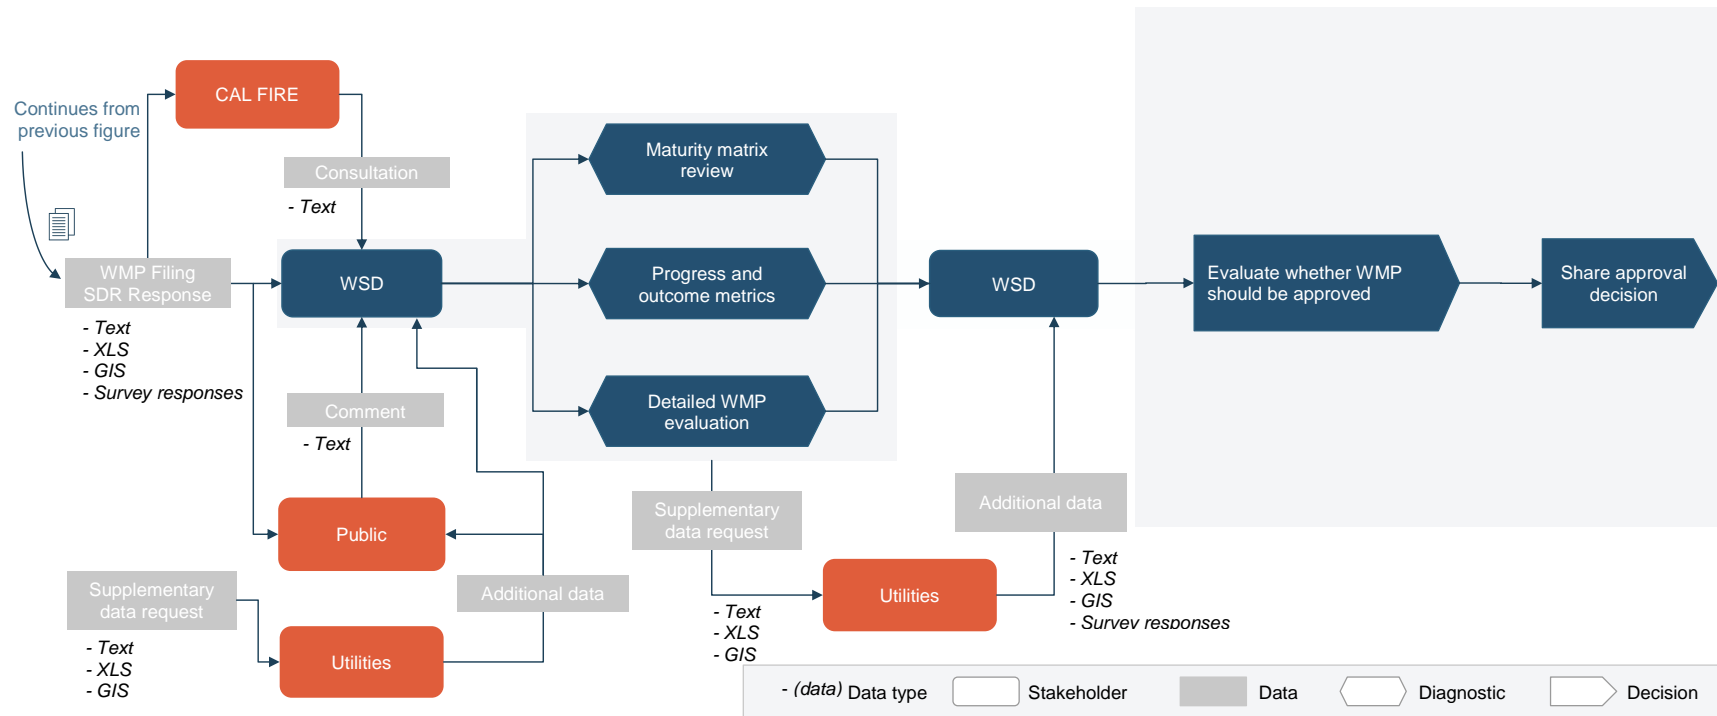 Continues from
previous figure
CAL FIRE
Consultation
- Text
WMP Filing
SDR Response
- Text
- XLS
- GIS
- Survey responses
WSD
Comment
- Text
Public
Supplementary
data request
- Text
- XLS
- GIS
Utilities
Additional data
Maturity matrix
review
Progress and
outcome metrics
Detailed WMP
evaluation
Supplementary
data request
- Text
- XLS
- GIS
Utilities
Additional data
- Text
- XLS
- GIS
- Survey responses
WSD
Evaluate whether WMP
should be approved
Share approval
decision
- (data) Data type
Stakeholder
Data
Diagnostic
Decision